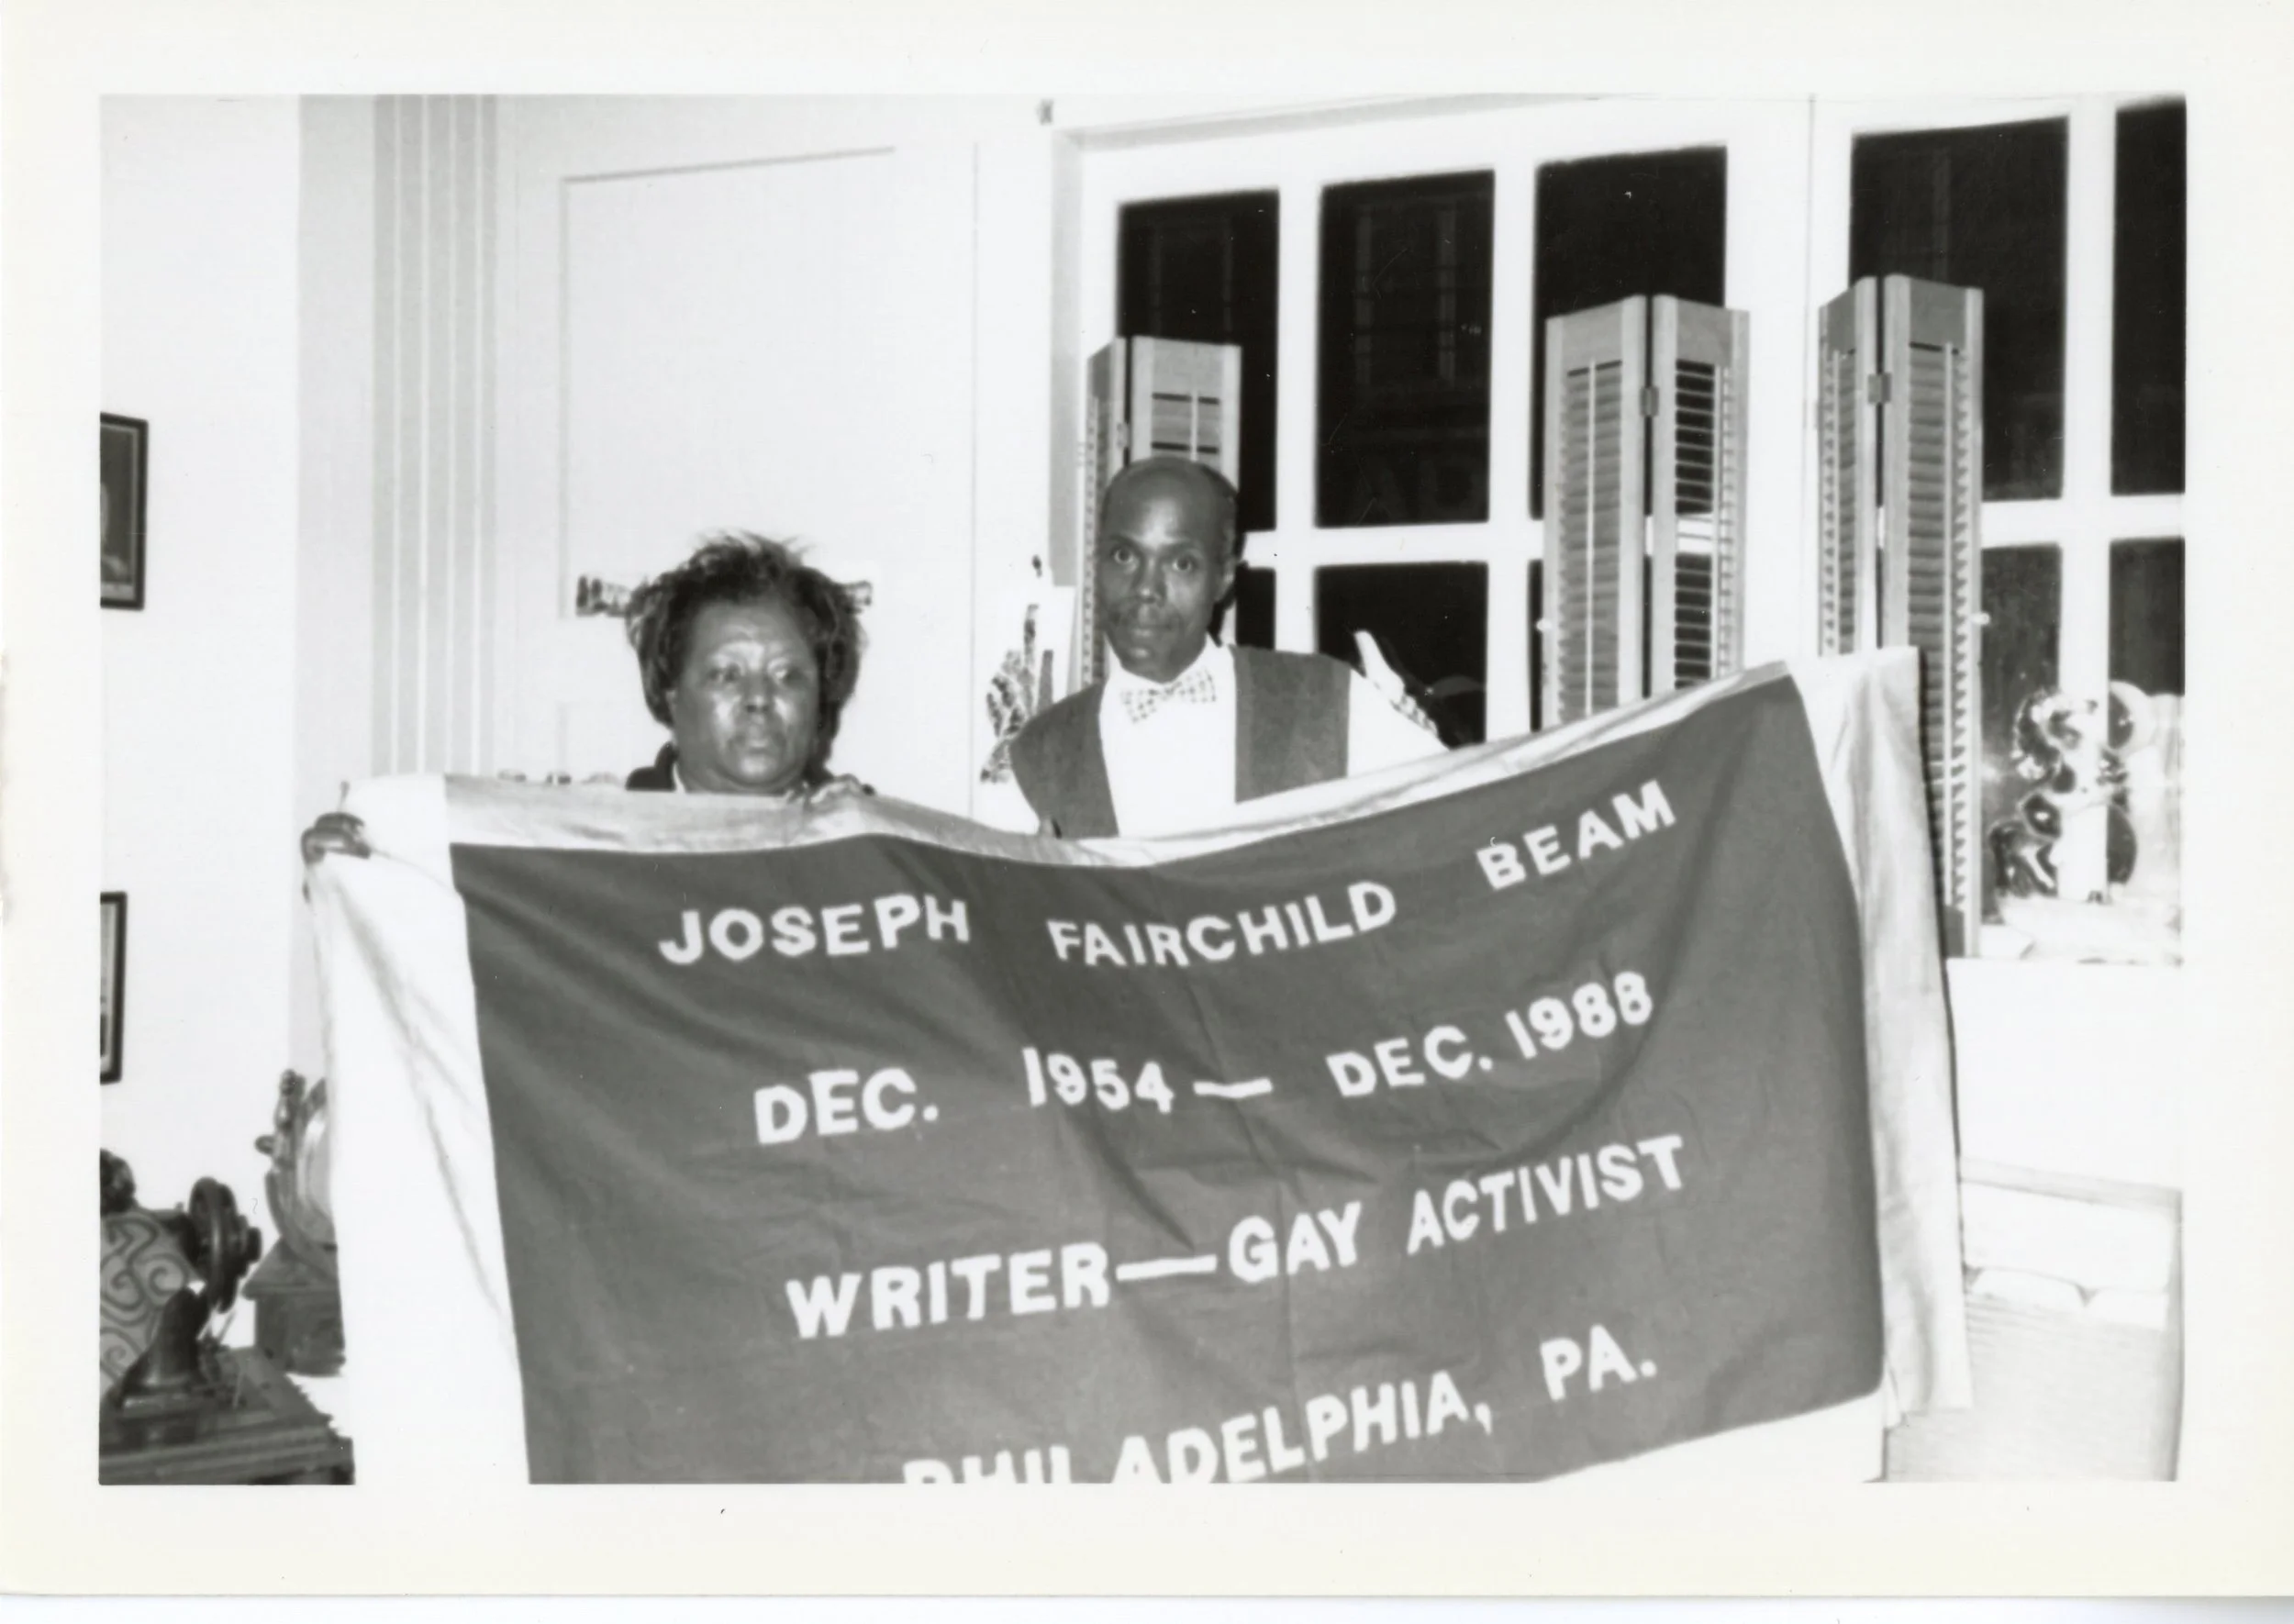 JOSEPH FAIRCHILD BEAM
DEC. 1954 — DEC. 1988
WRITER — GAY ACTIVIST
PHILADELPHIA, PA.